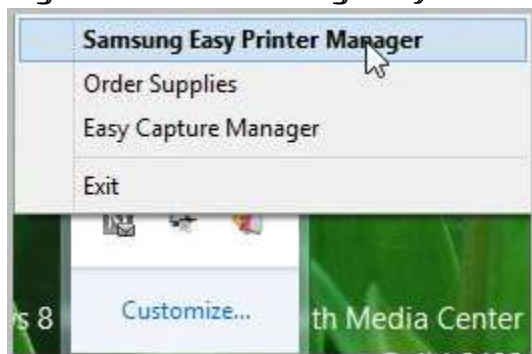 Samsung Easy Printer Manager
Order Supplies
Easy Capture Manager
Exit
Customize...
s 8
th Media Center